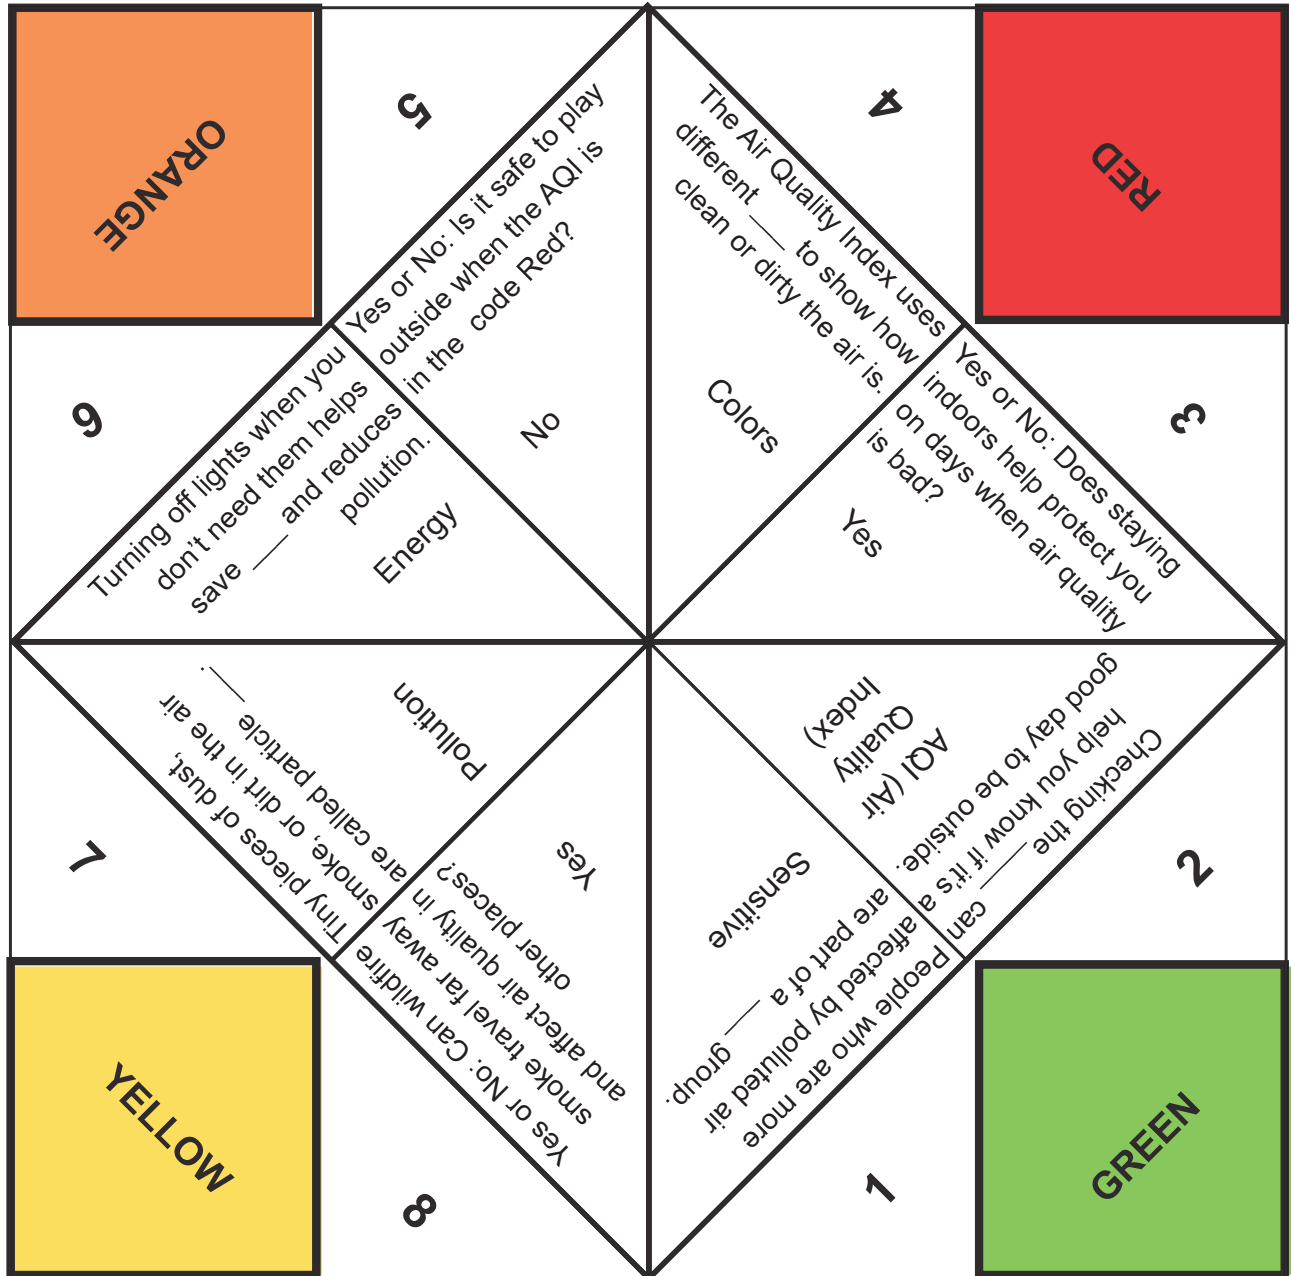 ORANGE
5
4
RED
Yes or No: Is it safe to play
outside when the AQI is
in the code Red?
No
The Air Quality Index uses
different ___ to show how
clean or dirty the air is.
Colors
6
Turning off lights when you
don't need them helps
save ___ and reduces
pollution.
Energy
Yes or No: Does staying
indoors help protect you
on days when air quality
is bad?
Yes
3
7
Tiny pieces of dust,
smoke, or dirt in the air
are called particle ___.
Pollution
Yes or No: Can wildfire
smoke travel far away
and affect air quality in
other places?
Yes
Checking the ___ can
help you know if it's a
good day to be outside.
AQI (Air
Quality
Index)
2
People who are more
affected by polluted air
are part of a ___
group.
Sensitive
YELLOW
8
1
GREEN